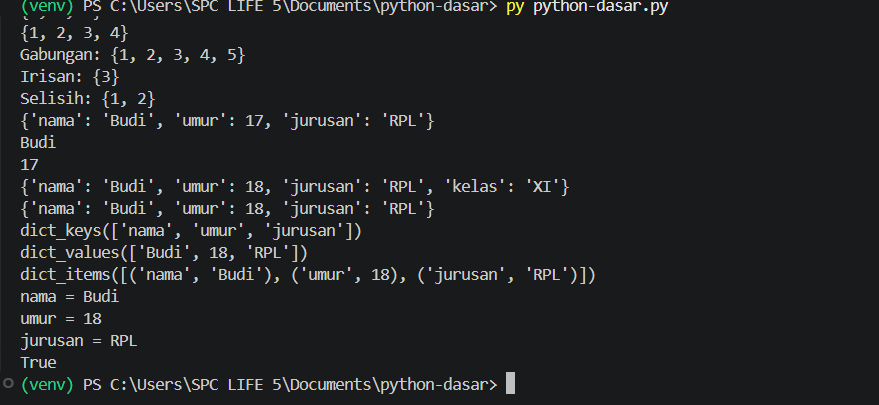 (venv) PS C:\Users\SPC LIFE 5\Documents\python-dasar> py python-dasar.py
{1, 2, 3, 4}
Gabungan: {1, 2, 3, 4, 5}
Irisan: {3}
Selisih: {1, 2}
{'nama': 'Budi', 'umur': 17, 'jurusan': 'RPL'}
Budi
17
{'nama': 'Budi', 'umur': 18, 'jurusan': 'RPL', 'kelas': 'XI'}
{'nama': 'Budi', 'umur': 18, 'jurusan': 'RPL'}
dict_keys(['nama', 'umur', 'jurusan'])
dict_values(['Budi', 18, 'RPL'])
dict_items([('nama', 'Budi'), ('umur', 18), ('jurusan', 'RPL')])
nama = Budi
umur = 18
jurusan = RPL
True
(venv) PS C:\Users\SPC LIFE 5\Documents\python-dasar>